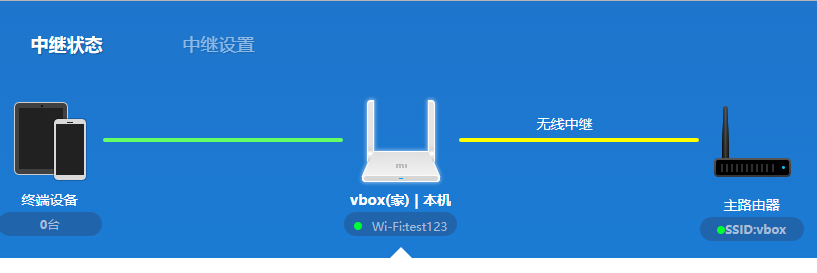 中继状态 中继设置
无线中继
mi
终端设备 vbox(家) | 本机 主路由器
0台 Wi-Fi:test123 SSID:vbox